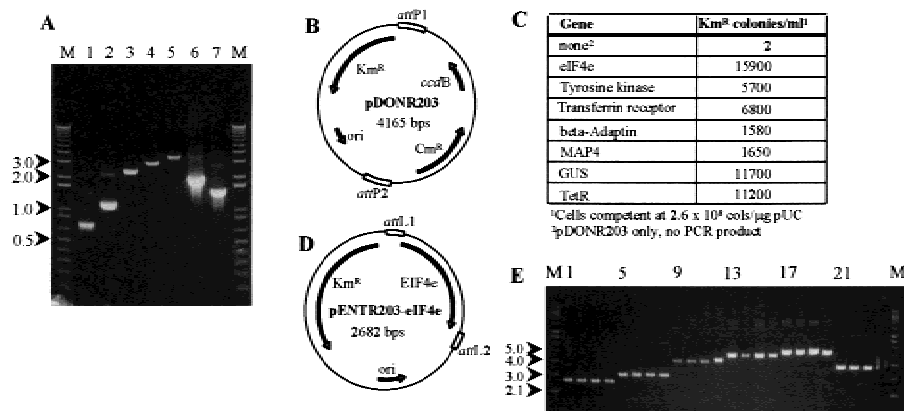 A
M 1 2 3 4 5 6 7 M
3.0
2.0
1.0
0.5
B
attP1
KmR
ccdB
pDONR203
4165 bps
ori
CmR
attP2
C
Gene KmR colonies/ml¹
none² 2
eIF4e 15900
Tyrosine kinase 5700
Transferrin receptor 6800
beta-Adaptin 1580
MAP4 1650
GUS 11700
TetR 11200
¹Cells competent at 2.6 x 10⁸ cols/µg pUC
²pDONR203 only, no PCR product
D
attL1
KmR
EIF4e
pENTR203-eIF4e
2682 bps
attL2
ori
E
M 1 5 9 13 17 21 M
5.0
4.0
3.0
2.1